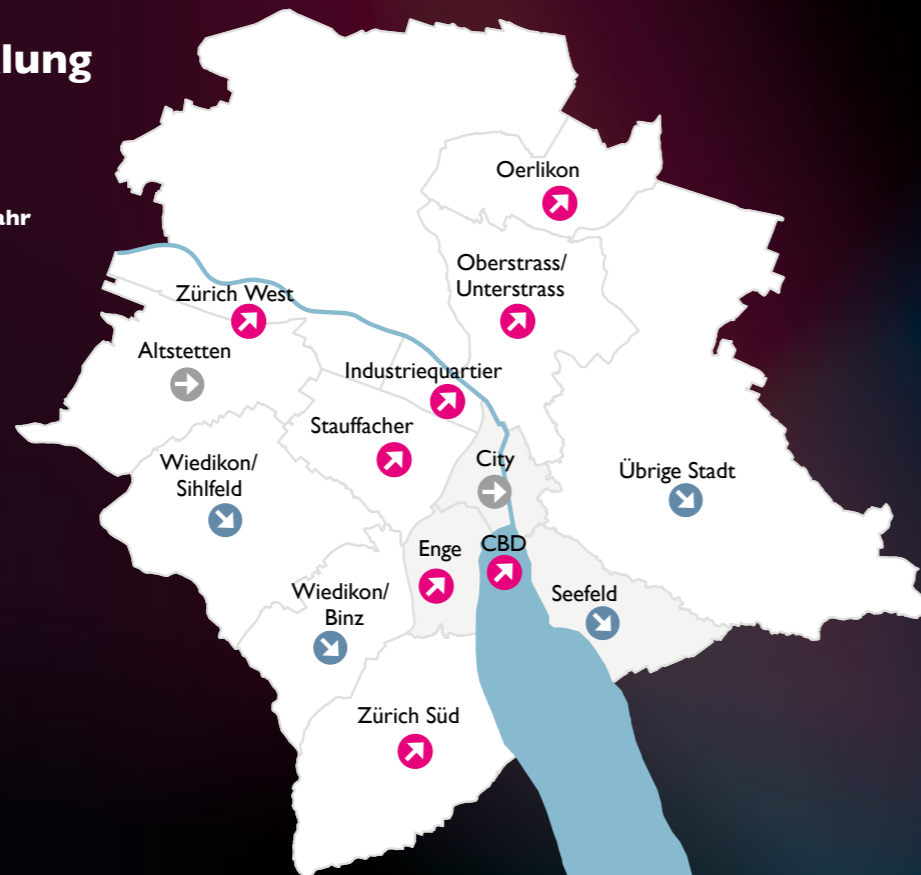 lung
ahr
Oerlikon
Oberstrass/
Unterstrass
Zürich West
Altstetten
Industriequartier
Stauffacher
Wiedikon/
Sihlfeld
City
Übrige Stadt
Enge
CBD
Wiedikon/
Binz
Seefeld
Zürich Süd